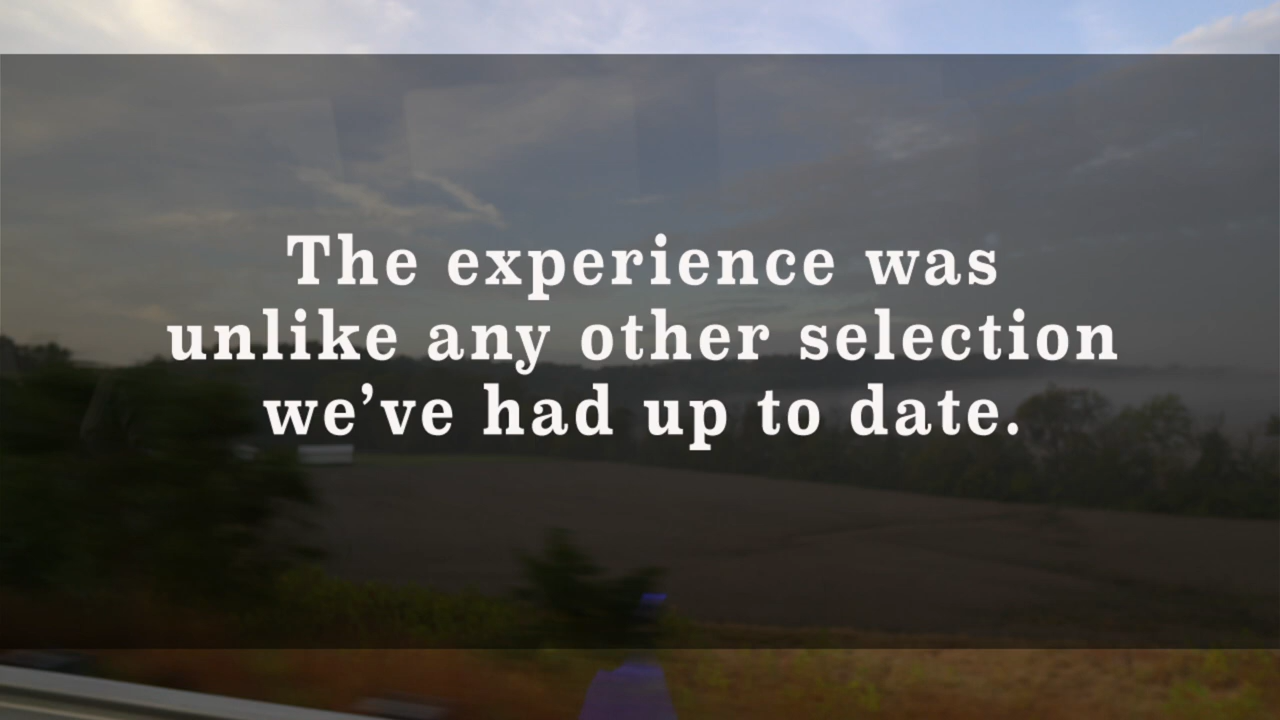 The experience was
unlike any other selection
we’ve had up to date.